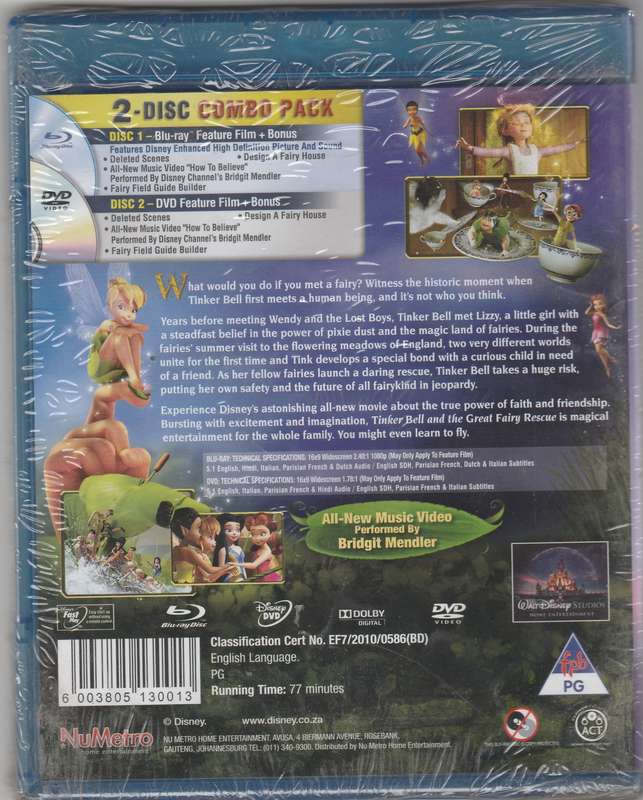 2-DISC COMBO PACK
DISC 1 – Blu-ray™ Feature Film + Bonus
Features Disney Enhanced High Definition Picture And Sound
• Deleted Scenes • Design A Fairy House
• All-New Music Video "How To Believe"
Performed By Disney Channel's Bridgit Mendler
• Fairy Field Guide Builder
Blu-ray Disc
DISC 2 – DVD Feature Film + Bonus
• Deleted Scenes • Design A Fairy House
• All-New Music Video "How To Believe"
Performed By Disney Channel's Bridgit Mendler
• Fairy Field Guide Builder
DVD
VIDEO
What would you do if you met a fairy? Witness the historic moment when
Tinker Bell first meets a human being, and it's not who you think.
Years before meeting Wendy and the Lost Boys, Tinker Bell met Lizzy, a little girl with
a steadfast belief in the power of pixie dust and the magic land of fairies. During the
fairies' summer visit to the flowering meadows of England, two very different worlds
unite for the first time and Tink develops a special bond with a curious child in need
of a friend. As her fellow fairies launch a daring rescue, Tinker Bell takes a huge risk,
putting her own safety and the future of all fairykind in jeopardy.
Experience Disney's astonishing all-new movie about the true power of faith and friendship.
Bursting with excitement and imagination, Tinker Bell and the Great Fairy Rescue is magical
entertainment for the whole family. You might even learn to fly.
BLU-RAY: TECHNICAL SPECIFICATIONS: 16x9 Widescreen 2.40:1 1080p (May Only Apply To Feature Film)
5.1 English, Hindi, Italian, Parisian French & Dutch Audio / English SDH, Parisian French, Dutch & Italian Subtitles
DVD: TECHNICAL SPECIFICATIONS: 16x9 Widescreen 1.78:1 (May Only Apply To Feature Film)
5.1 English, Italian, Parisian French & Hindi Audio / English SDH, Parisian French & Italian Subtitles
All-New Music Video
Performed By
Bridgit Mendler
WALT DISNEY STUDIOS
HOME ENTERTAINMENT
Disney's
Fast Play
Blu-ray Disc
Disney
DVD
DOLBY
DIGITAL
DVD
VIDEO
Classification Cert No. EF7/2010/0586(BD)
English Language.
PG
Running Time: 77 minutes
6 003805 130013
fpb
PG
© Disney. www.disney.co.za
NuMetro
home entertainment
NU METRO HOME ENTERTAINMENT, AVUSA, 4 BIERMANN AVENUE, ROSEBANK,
GAUTENG, JOHANNESBURG TEL: (011) 340-9300. Distributed by Nu Metro Home Entertainment.
ACT